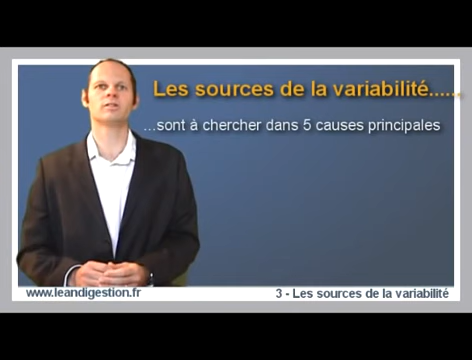 Les sources de la variabilité......
...sont à chercher dans 5 causes principales
www.leandigestion.fr
3 - Les sources de la variabilité